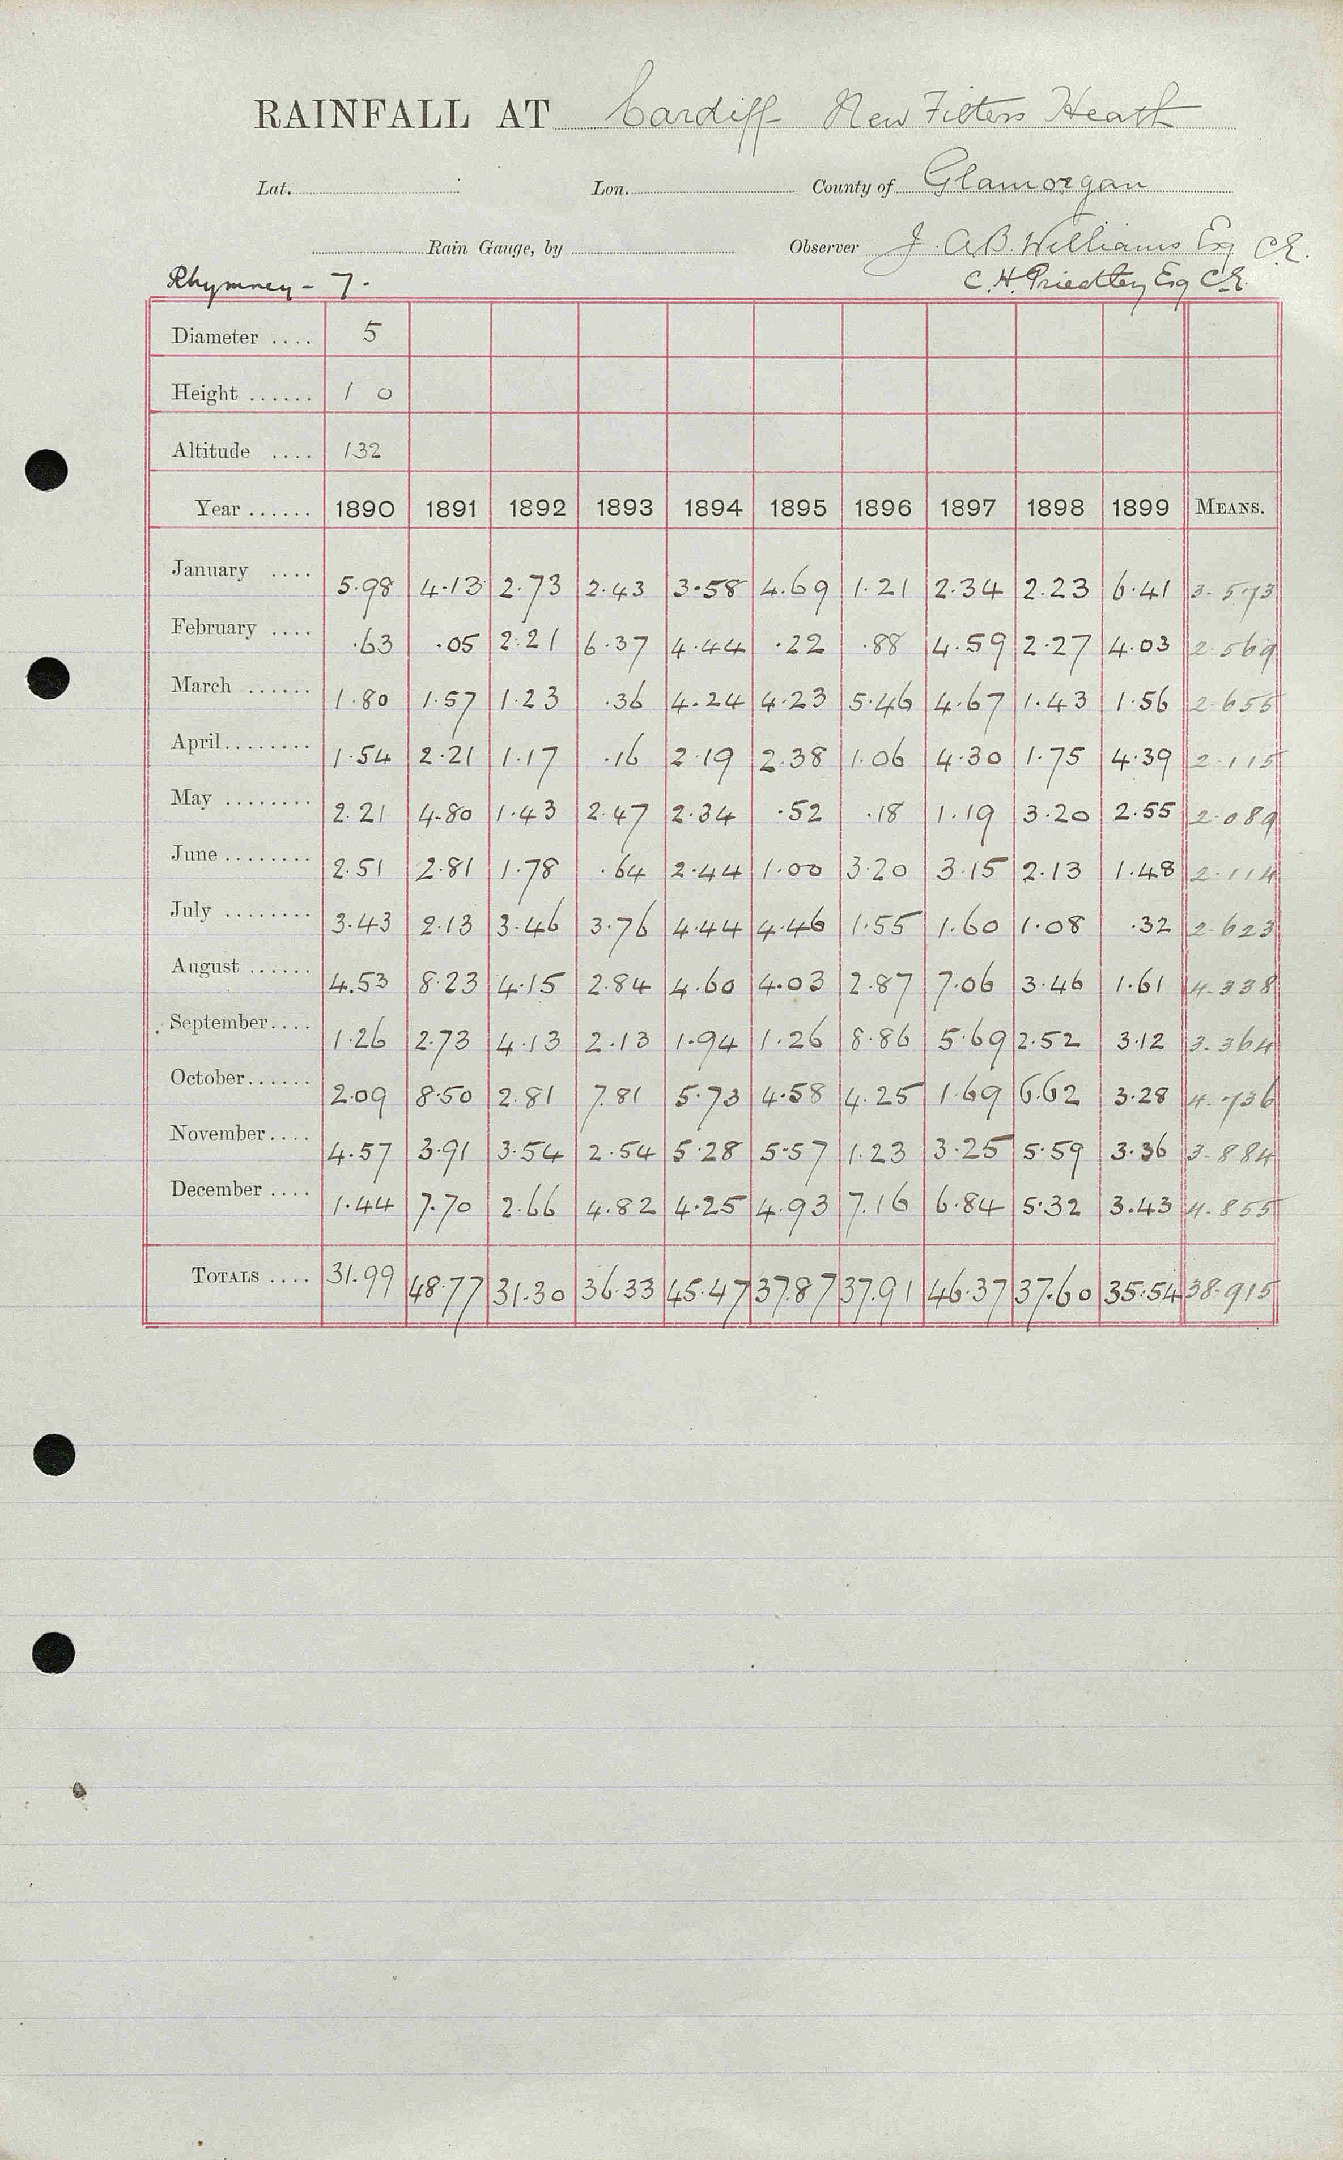 RAINFALL AT Cardiff New Filters Heath
Lat. Lon. County of Glamorgan
Rain Gauge, by Observer J. A.B. Williams Esq C.E.
Rhymney - 7. C. H. Priestley Esq C.E.
Diameter .... 5
Height ...... 1 0
Altitude .... 132
Year ...... 1890 1891 1892 1893 1894 1895 1896 1897 1898 1899 MEANS.
January .... 5.98 4.13 2.73 2.43 3.58 4.69 1.21 2.34 2.23 6.41 3.573
February .... .63 .05 2.21 6.37 4.44 .22 .88 4.59 2.27 4.03 2.569
March ...... 1.80 1.57 1.23 .36 4.24 4.23 5.46 4.67 1.43 1.56 2.655
April........ 1.54 2.21 1.17 .16 2.19 2.38 1.06 4.30 1.75 4.39 2.115
May ........ 2.21 4.80 1.43 2.47 2.34 .52 .18 1.19 3.20 2.55 2.089
June ........ 2.51 2.81 1.78 .64 2.44 1.00 3.20 3.15 2.13 1.48 2.114
July ........ 3.43 2.13 3.46 3.76 4.44 4.46 1.55 1.60 1.08 .32 2.623
August ...... 4.53 8.23 4.15 2.84 4.60 4.03 2.87 7.06 3.46 1.61 4.338
September.... 1.26 2.73 4.13 2.13 1.94 1.26 8.86 5.69 2.52 3.12 3.364
October...... 2.09 8.50 2.81 7.81 5.73 4.58 4.25 1.69 6.62 3.28 4.736
November.... 4.57 3.91 3.54 2.54 5.28 5.57 1.23 3.25 5.59 3.36 3.884
December .... 1.44 7.70 2.66 4.82 4.25 4.93 7.16 6.84 5.32 3.43 4.855
TOTALS .... 31.99 48.77 31.30 36.33 45.47 37.87 37.91 46.37 37.60 35.54 38.915